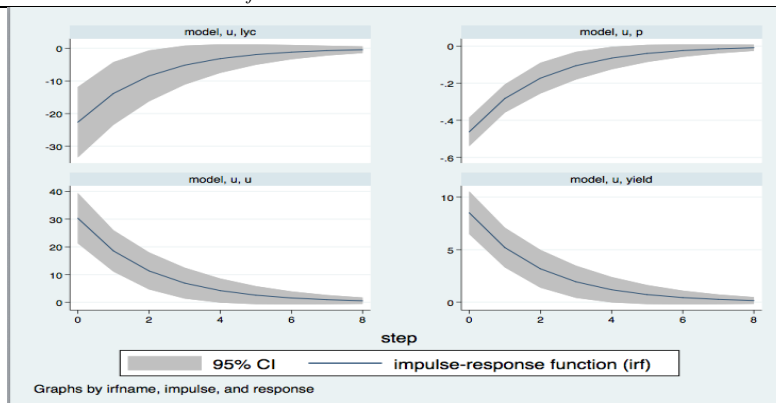 model, u, lyc
model, u, p
0
-10
-20
-30
0
-.2
-.4
-.6
model, u, u
model, u, yield
40
30
20
10
0
10
5
0
0 2 4 6 8
0 2 4 6 8
step
95% CI impulse-response function (irf)
Graphs by irfname, impulse, and response